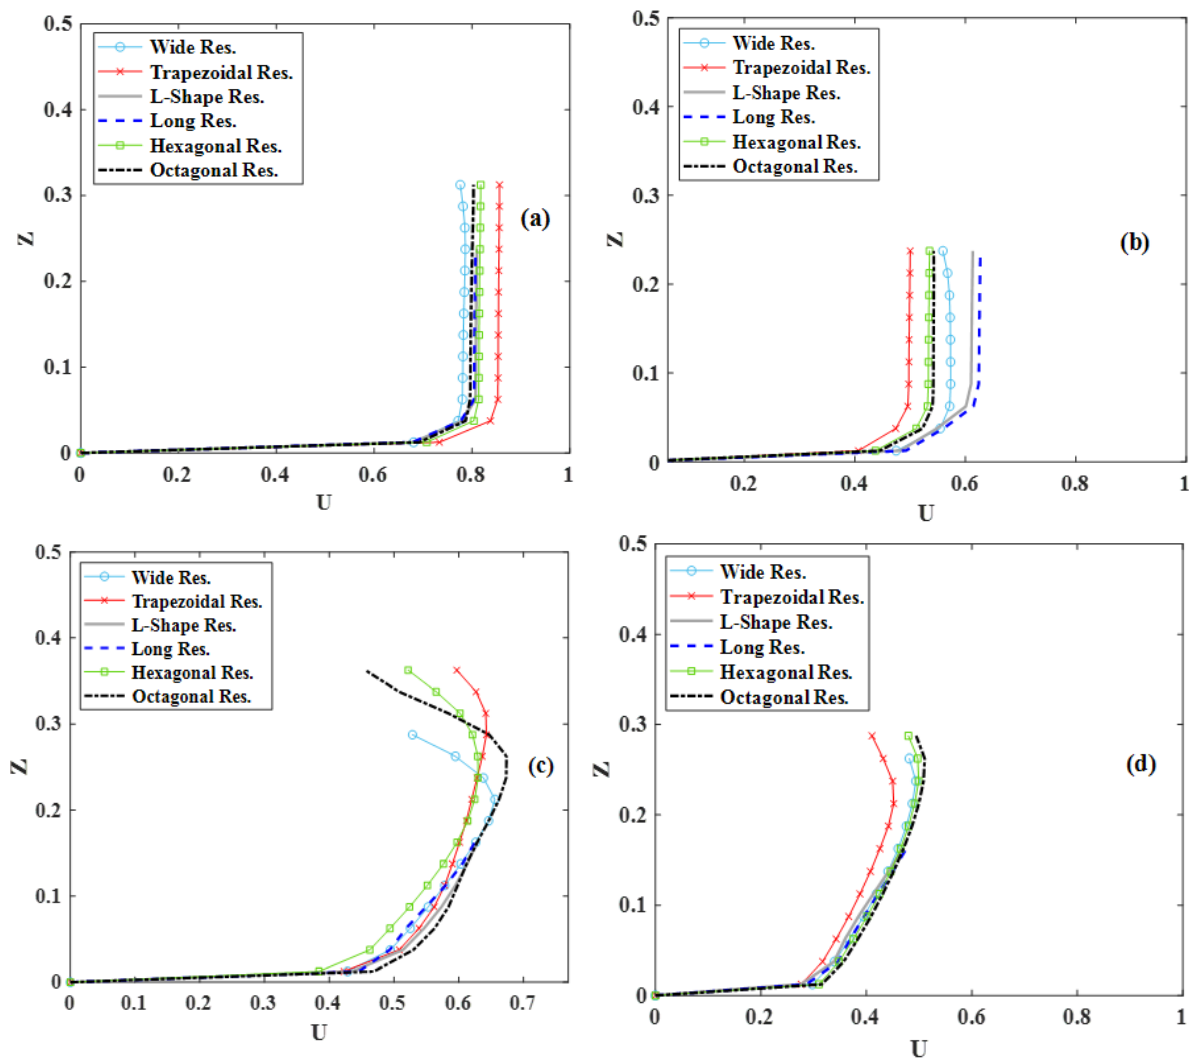 0.5
Wide Res.
Trapezoidal Res.
L-Shape Res.
Long Res.
Hexagonal Res.
Octagonal Res.
0.4
0.3
(a)
Z
0.2
0.1
0
0 0.2 0.4 0.6 0.8 1
U
0.5
Wide Res.
Trapezoidal Res.
L-Shape Res.
Long Res.
Hexagonal Res.
Octagonal Res.
0.4
0.3
(b)
Z
0.2
0.1
0
0.2 0.4 0.6 0.8 1
U
0.5
Wide Res.
Trapezoidal Res.
L-Shape Res.
Long Res.
Hexagonal Res.
Octagonal Res.
0.4
0.3
(c)
Z
0.2
0.1
0
0 0.1 0.2 0.3 0.4 0.5 0.6 0.7
U
0.5
Wide Res.
Trapezoidal Res.
L-Shape Res.
Long Res.
Hexagonal Res.
Octagonal Res.
0.4
0.3
(d)
Z
0.2
0.1
0
0 0.2 0.4 0.6 0.8 1
U